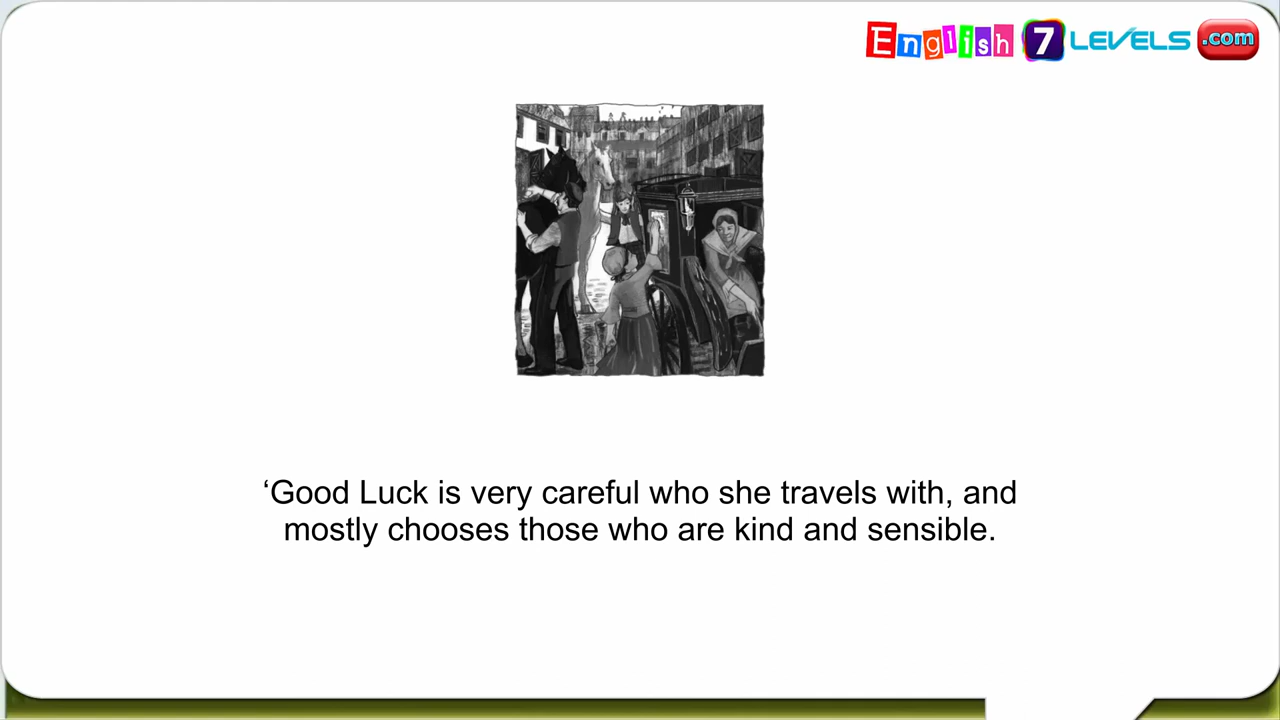 English 7 LEVELS .com
‘Good Luck is very careful who she travels with, and
mostly chooses those who are kind and sensible.